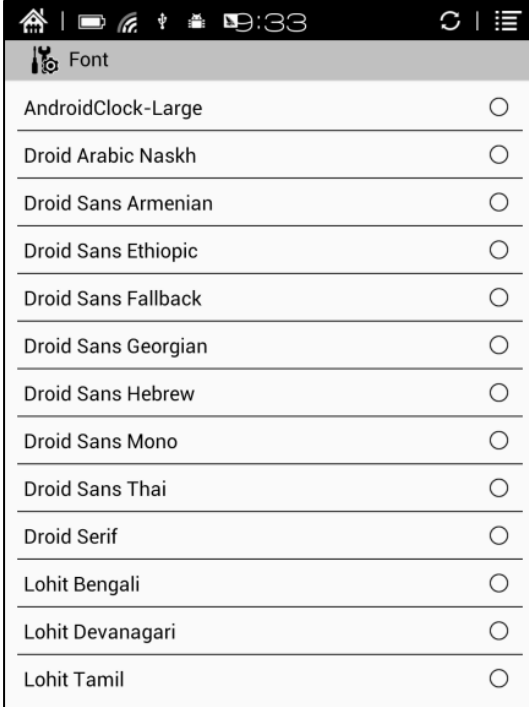 9:33
Font
AndroidClock-Large
Droid Arabic Naskh
Droid Sans Armenian
Droid Sans Ethiopic
Droid Sans Fallback
Droid Sans Georgian
Droid Sans Hebrew
Droid Sans Mono
Droid Sans Thai
Droid Serif
Lohit Bengali
Lohit Devanagari
Lohit Tamil